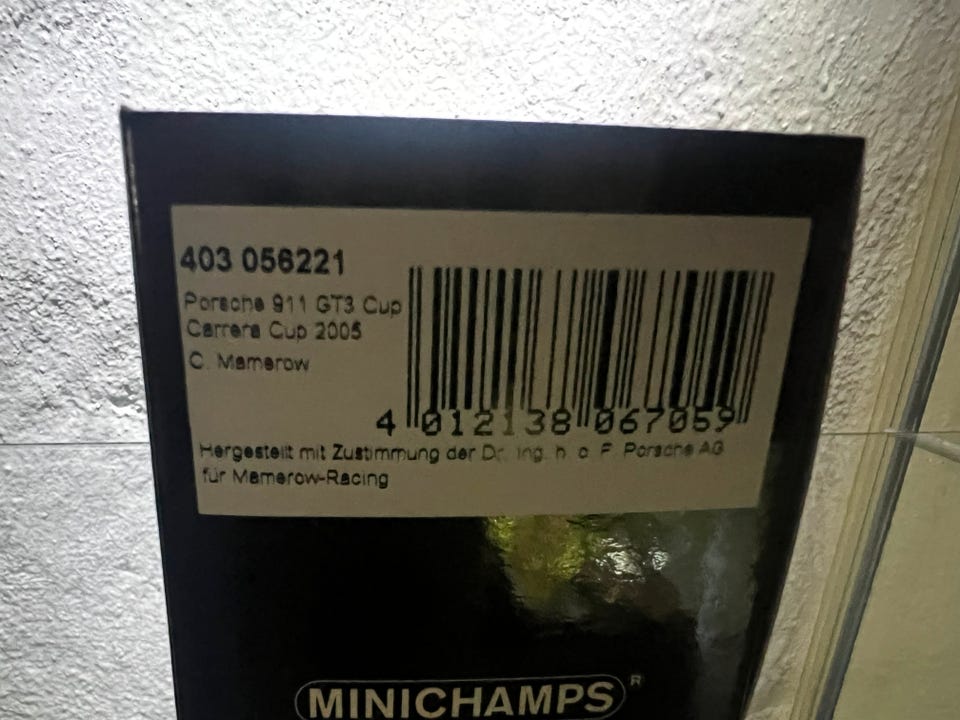 403 056221
Porsche 911 GT3 Cup
Carrera Cup 2005
C. Mamerow
4 012138 067059
Hergestellt mit Zustimmung der Dr. Ing. h. c. F. Porsche AG
für Mamerow-Racing
MINICHAMPS®